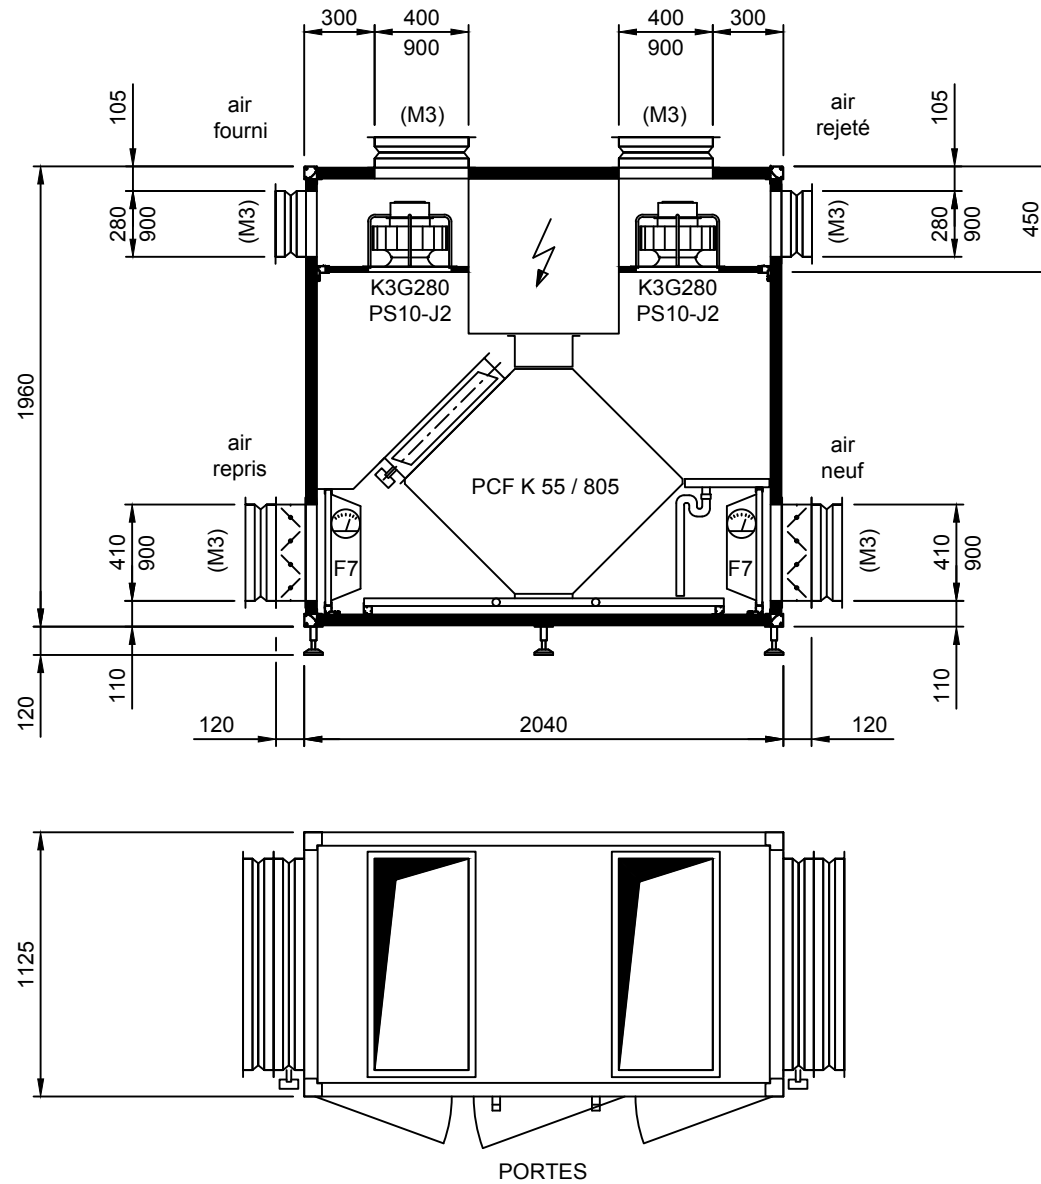 300
400
900
400
900
300
105
air
fourni
(M3)
(M3)
air
rejeté
105
280
900
(M3)
(M3)
280
900
450
K3G280
PS10-J2
K3G280
PS10-J2
1960
air
repris
air
neuf
PCF K 55 / 805
410
900
(M3)
F7
F7
(M3)
410
900
120
110
110
120
2040
120
1125
PORTES